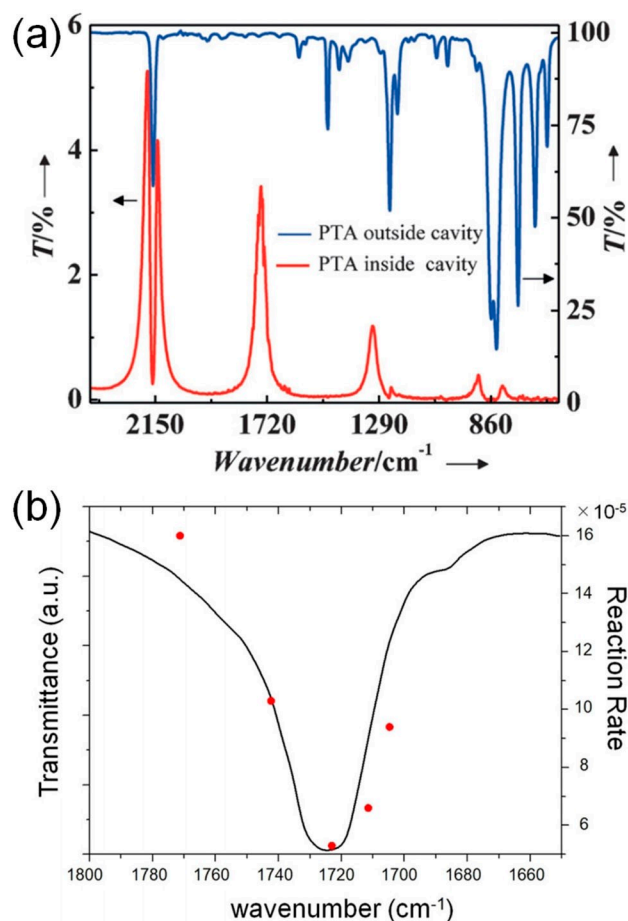 (a)
6
4
2
0
T/% →
100
75
50
25
0
T/% →
PTA outside cavity
PTA inside cavity
2150 1720 1290 860
Wavenumber/cm-1 →
(b)
Transmittance (a.u.)
×10-5
16
14
12
10
8
6
Reaction Rate
1800 1780 1760 1740 1720 1700 1680 1660
wavenumber (cm-1)